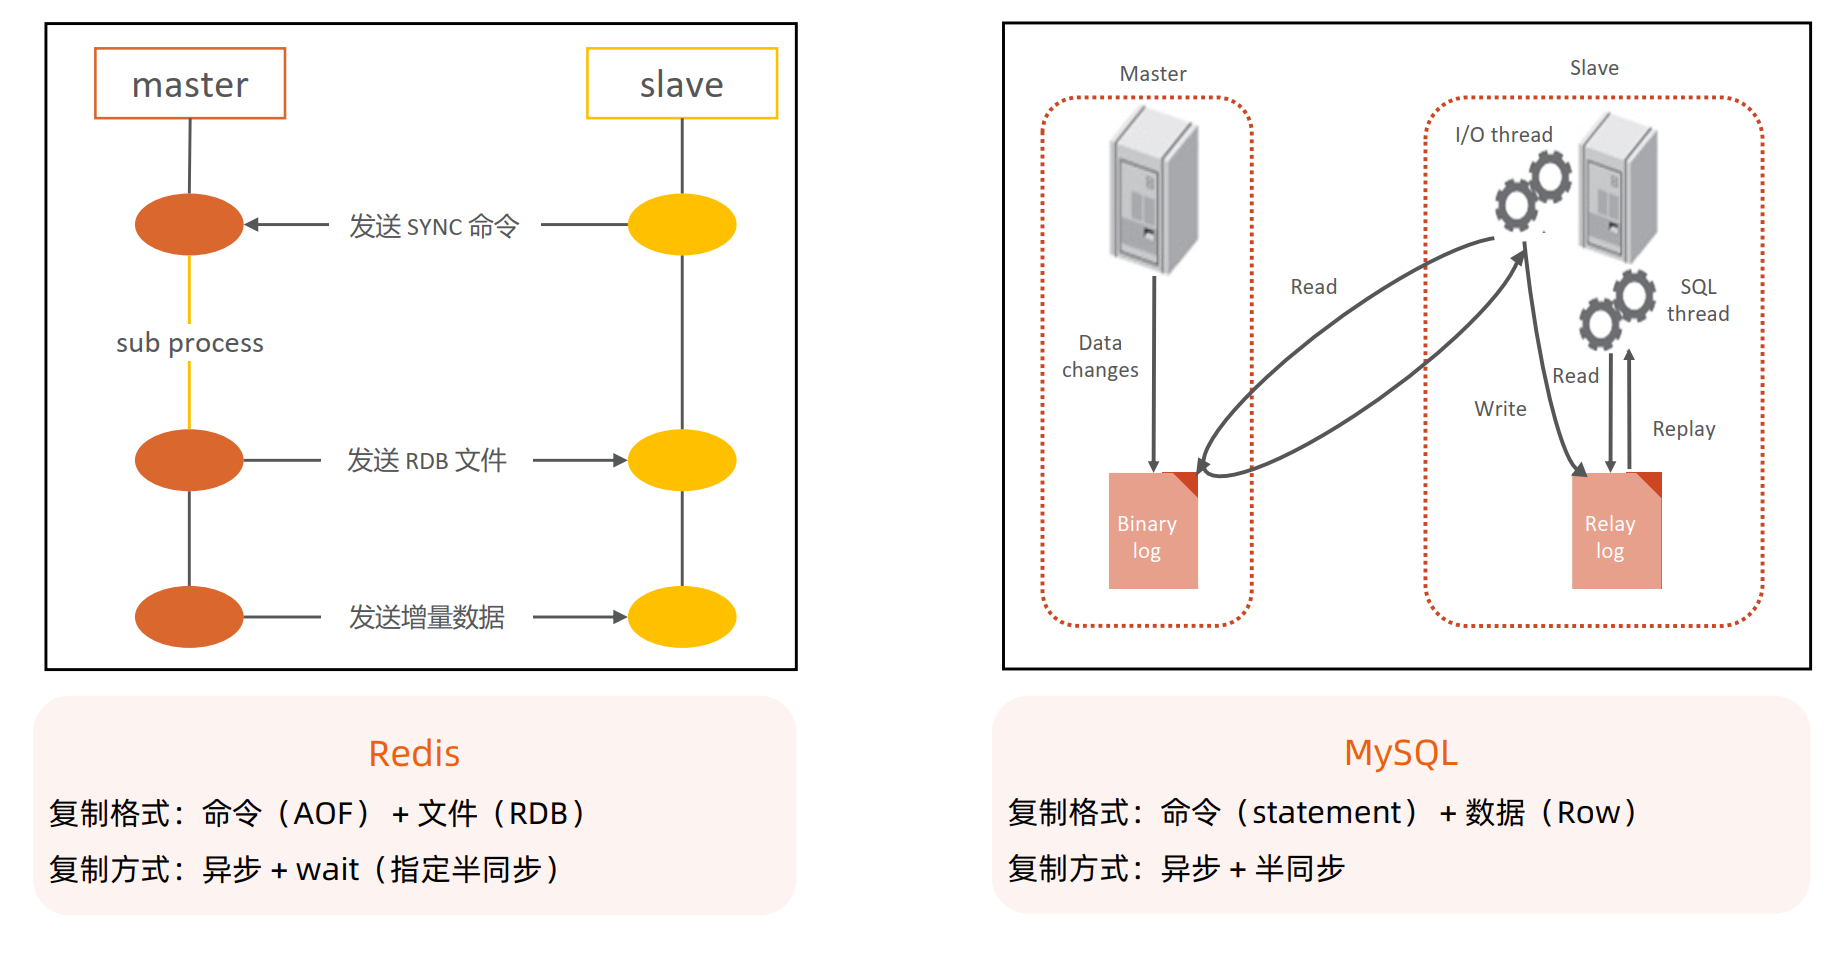 master
slave
发送 SYNC 命令
sub process
发送 RDB 文件
发送增量数据
Redis
复制格式：命令（AOF）+ 文件（RDB）
复制方式：异步 + wait（指定半同步）
Master
Slave
I/O thread
Read
SQL
thread
Data
changes
Read
Write
Replay
Binary
log
Relay
log
MySQL
复制格式：命令（statement）+ 数据（Row）
复制方式：异步 + 半同步